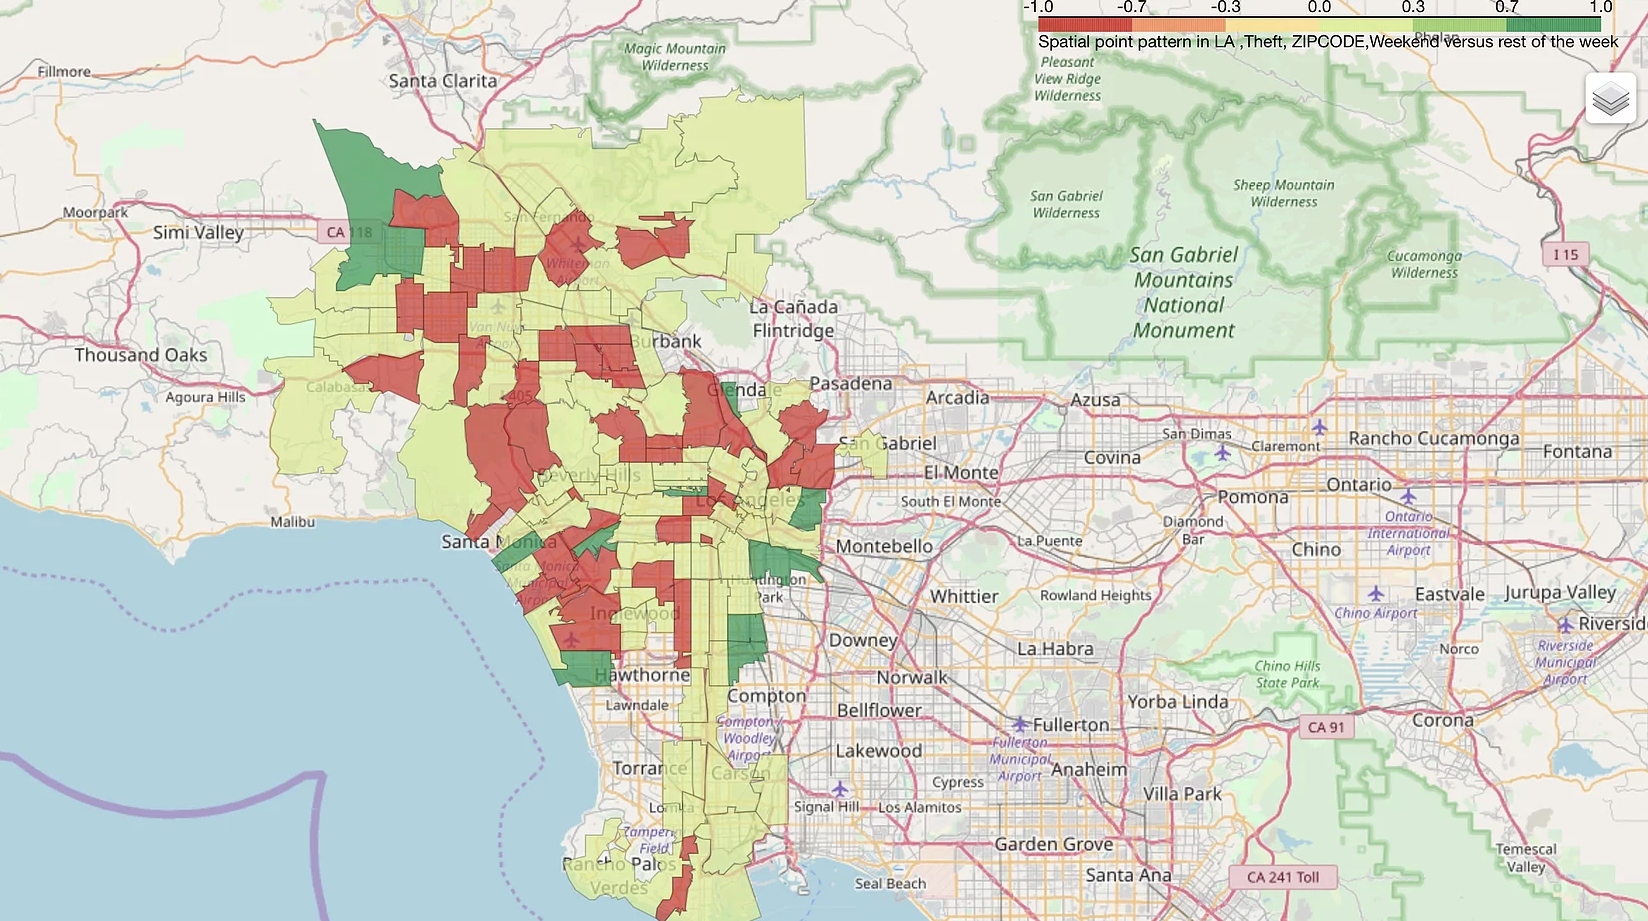 -1.0 -0.7 -0.3 0.0 0.3 0.7 1.0
Spatial point pattern in LA ,Theft, ZIPCODE,Weekend versus rest of the week
Phelan
Magic Mountain
Wilderness
Pleasant
View Ridge
Wilderness
Fillmore
Santa Clarita
San Gabriel
Wilderness
Sheep Mountain
Wilderness
Moorpark
Simi Valley
CA 118
San Fernando
Whiteman
Airport
San Gabriel
Mountains
National
Monument
Cucamonga
Wilderness
I 15
La Cañada
Flintridge
Van Nuys
Airport
Burbank
Thousand Oaks
Agoura Hills
Calabasas
I 405
Glendale
Pasadena
Arcadia
Azusa
San Gabriel
San Dimas
Claremont
Rancho Cucamonga
Fontana
Covina
El Monte
South El Monte
Beverly Hills
Los Angeles
Pomona
Ontario
Ontario
International
Airport
Malibu
Santa Monica
Santa Monica
Municipal
Airport
Montebello
La Puente
Diamond
Bar
Chino
Huntington
Park
Whittier
Rowland Heights
Chino Airport
Eastvale
Jurupa Valley
Riverside
Riverside
Municipal
Airport
Inglewood
Downey
La Habra
Norco
Hawthorne
Norwalk
Chino Hills
State Park
Compton
Lawndale
Bellflower
Yorba Linda
Compton/
Woodley
Airport
Fullerton
Fullerton
Municipal
Airport
CA 91
Corona
Lakewood
Torrance
Carson
Cypress
Anaheim
Villa Park
Lomita
Signal Hill
Los Alamitos
Zamperini
Field
Rancho Palos
Verdes
Garden Grove
Temescal
Valley
Seal Beach
Santa Ana
CA 241 Toll